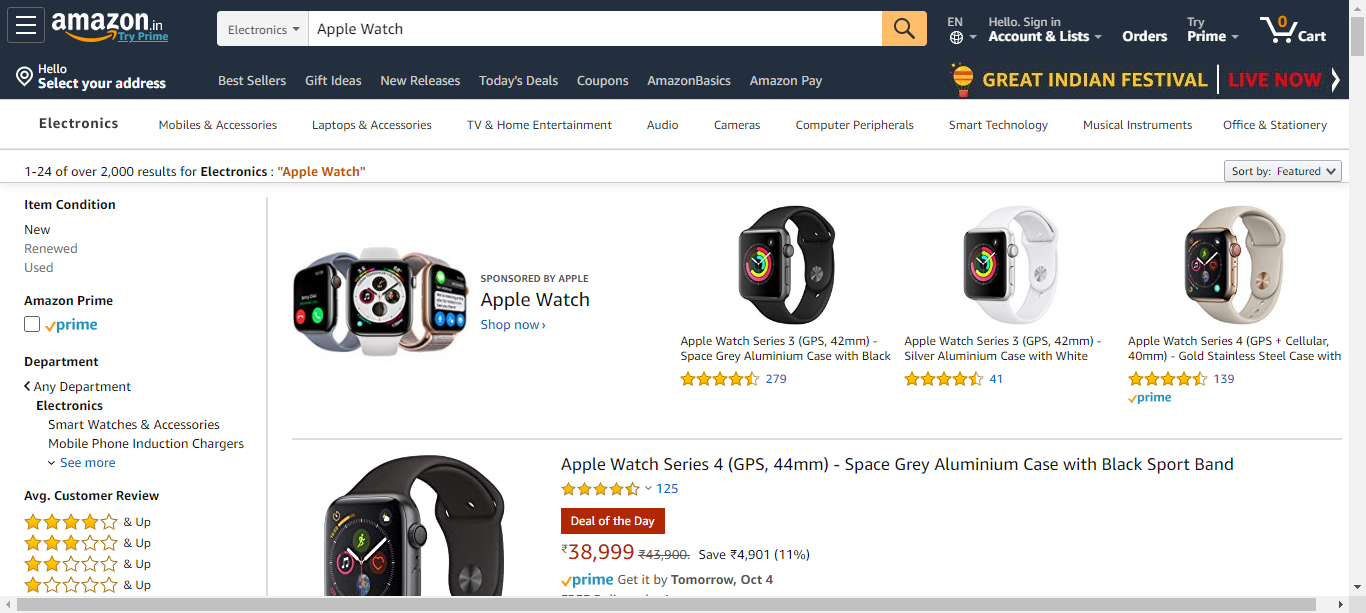 amazon.in
Try Prime
Electronics
Apple Watch
EN
Hello. Sign in
Account & Lists
Orders
Try
Prime
0
Cart
Hello
Select your address
Best Sellers
Gift Ideas
New Releases
Today's Deals
Coupons
AmazonBasics
Amazon Pay
GREAT INDIAN FESTIVAL
LIVE NOW
Electronics
Mobiles & Accessories
Laptops & Accessories
TV & Home Entertainment
Audio
Cameras
Computer Peripherals
Smart Technology
Musical Instruments
Office & Stationery
1-24 of over 2,000 results for Electronics : "Apple Watch"
Sort by: Featured
Item Condition
New
Renewed
Used
Amazon Prime
prime
Department
Any Department
Electronics
Smart Watches & Accessories
Mobile Phone Induction Chargers
See more
Avg. Customer Review
& Up
& Up
& Up
& Up
SPONSORED BY APPLE
Apple Watch
Shop now ›
Apple Watch Series 3 (GPS, 42mm) -
Space Grey Aluminium Case with Black
279
Apple Watch Series 3 (GPS, 42mm) -
Silver Aluminium Case with White
41
Apple Watch Series 4 (GPS + Cellular,
40mm) - Gold Stainless Steel Case with
139
prime
Apple Watch Series 4 (GPS, 44mm) - Space Grey Aluminium Case with Black Sport Band
125
Deal of the Day
₹38,999 ₹43,900. Save ₹4,901 (11%)
prime Get it by Tomorrow, Oct 4